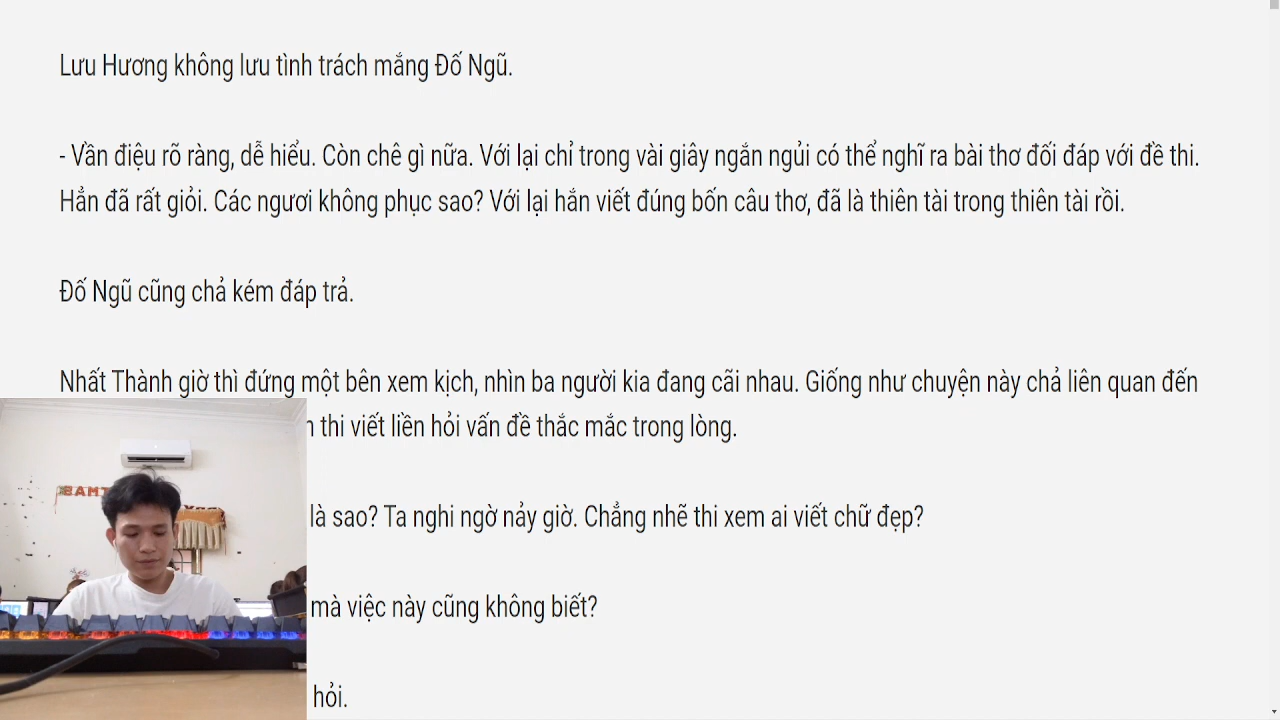 Lưu Hương không lưu tình trách mắng Đố Ngũ.
- Vần điệu rõ ràng, dễ hiểu. Còn chê gì nữa. Với lại chỉ trong vài giây ngắn ngủi có thể nghĩ ra bài thơ đối đáp với đề thi.
Hẳn đã rất giỏi. Các ngươi không phục sao? Với lại hắn viết đúng bốn câu thơ, đã là thiên tài trong thiên tài rồi.
Đố Ngũ cũng chả kém đáp trả.
Nhất Thành giờ thì đứng một bên xem kịch, nhìn ba người kia đang cãi nhau. Giống như chuyện này chả liên quan đến
thi viết liền hỏi vấn đề thắc mắc trong lòng.
là sao? Ta nghi ngờ nảy giờ. Chẳng nhẽ thi xem ai viết chữ đẹp?
mà việc này cũng không biết?
hỏi.